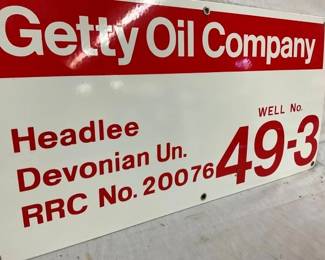 Getty Oil Company
Headlee
Devonian Un.
RRC No. 20076
WELL No.
49-3